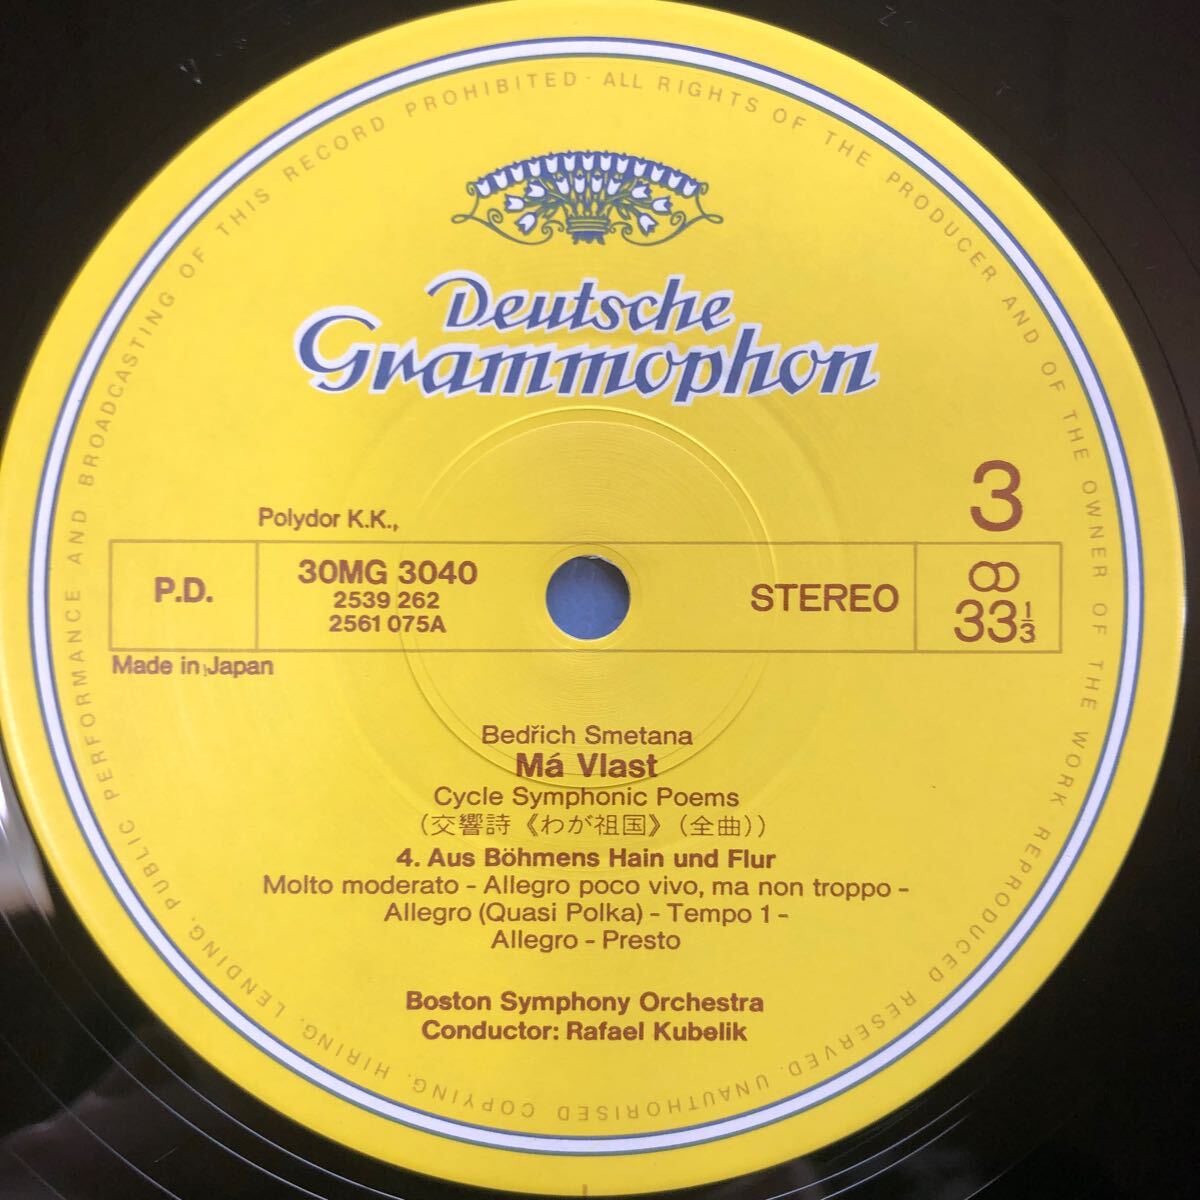 PUBLIC PERFORMANCE AND BROADCASTING OF THIS RECORD PROHIBITED · ALL RIGHTS OF THE PRODUCER AND OF THE OWNER OF THE WORK REPRODUCED RESERVED. UNAUTHORISED COPYING, HIRING, LENDING,
Deutsche
Grammophon
3
Polydor K.K.,
P.D.
30MG 3040
2539 262
2561 075A
STEREO
33⅓
Made in Japan
Bedřich Smetana
Má Vlast
Cycle Symphonic Poems
(交響詩《わが祖国》(全曲))
4. Aus Böhmens Hain und Flur
Molto moderato - Allegro poco vivo, ma non troppo -
Allegro (Quasi Polka) - Tempo 1 -
Allegro - Presto
Boston Symphony Orchestra
Conductor: Rafael Kubelik